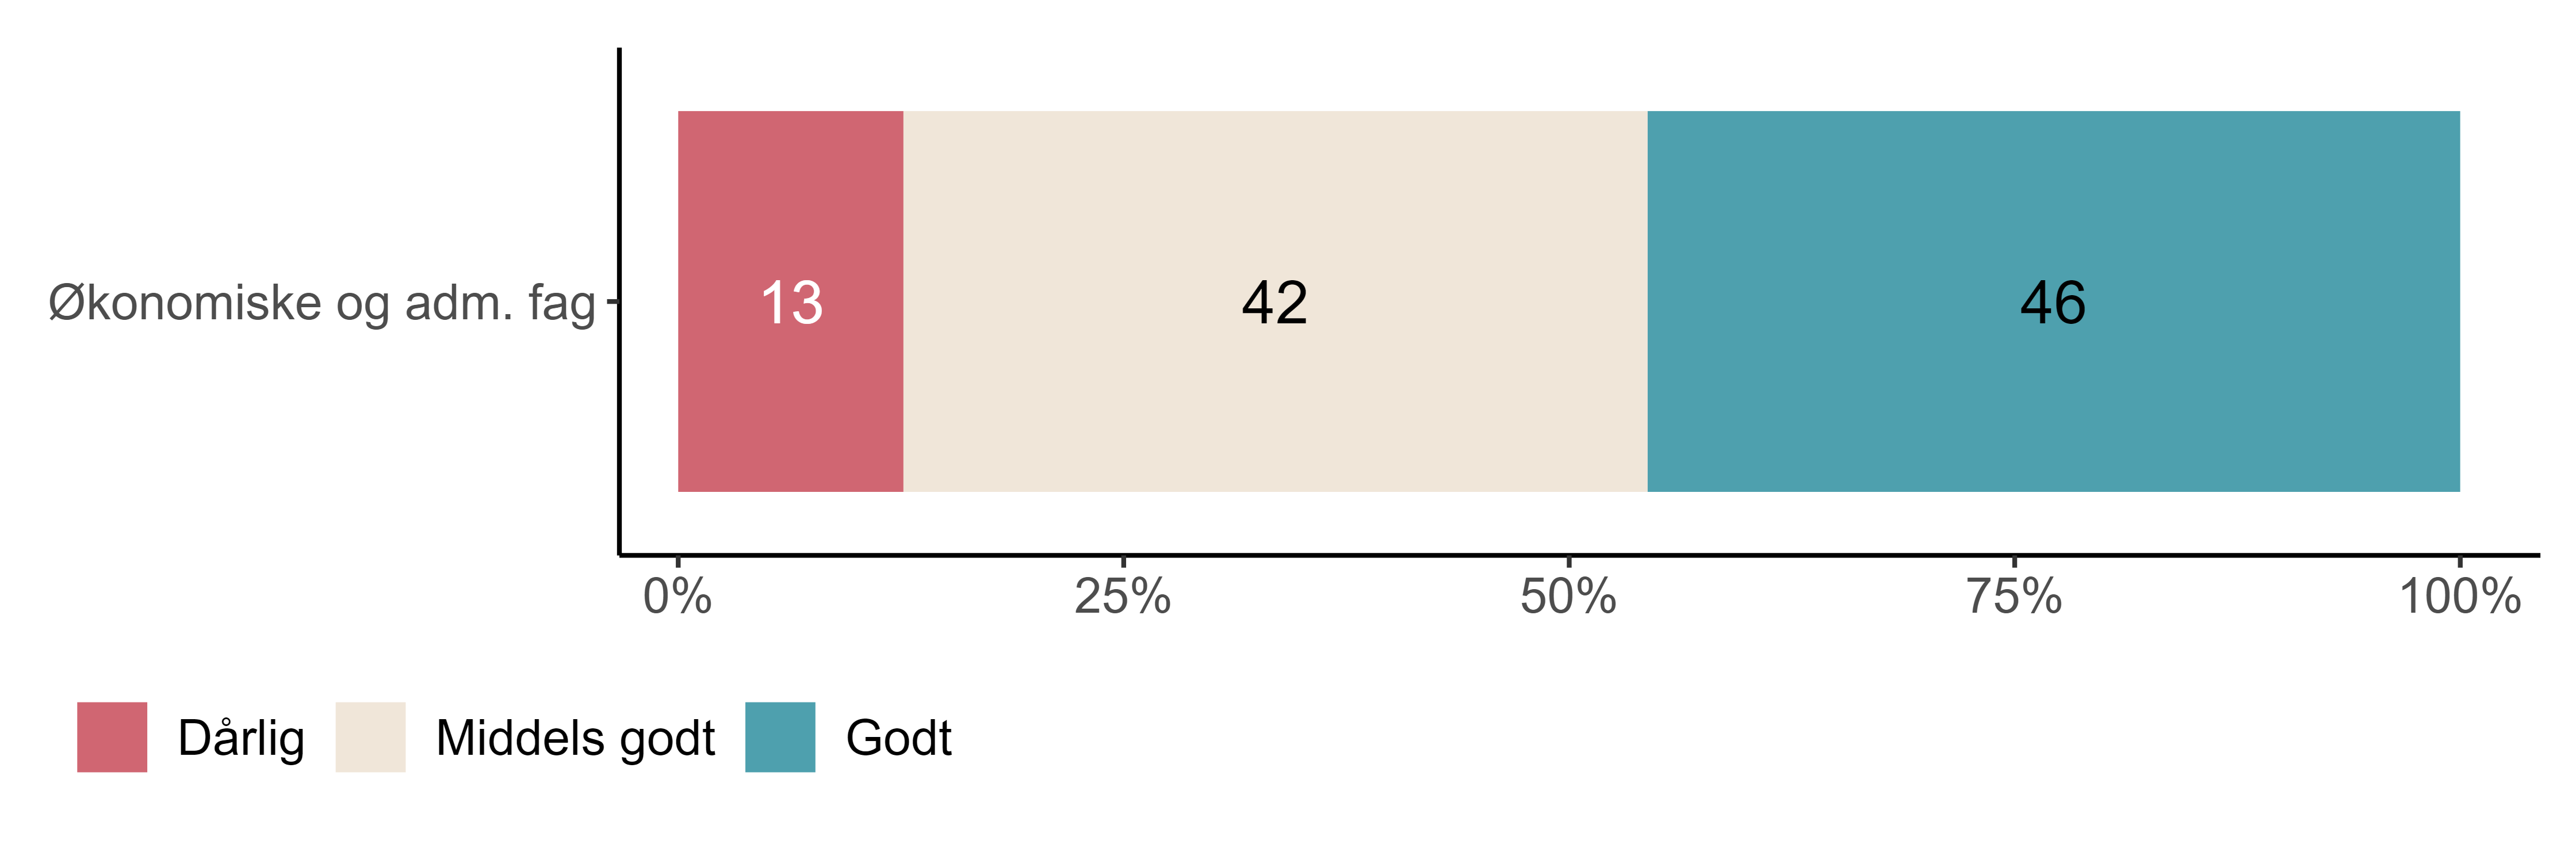 Økonomiske og adm. fag
13 42 46
0% 25% 50% 75% 100%
Dårlig Middels godt Godt